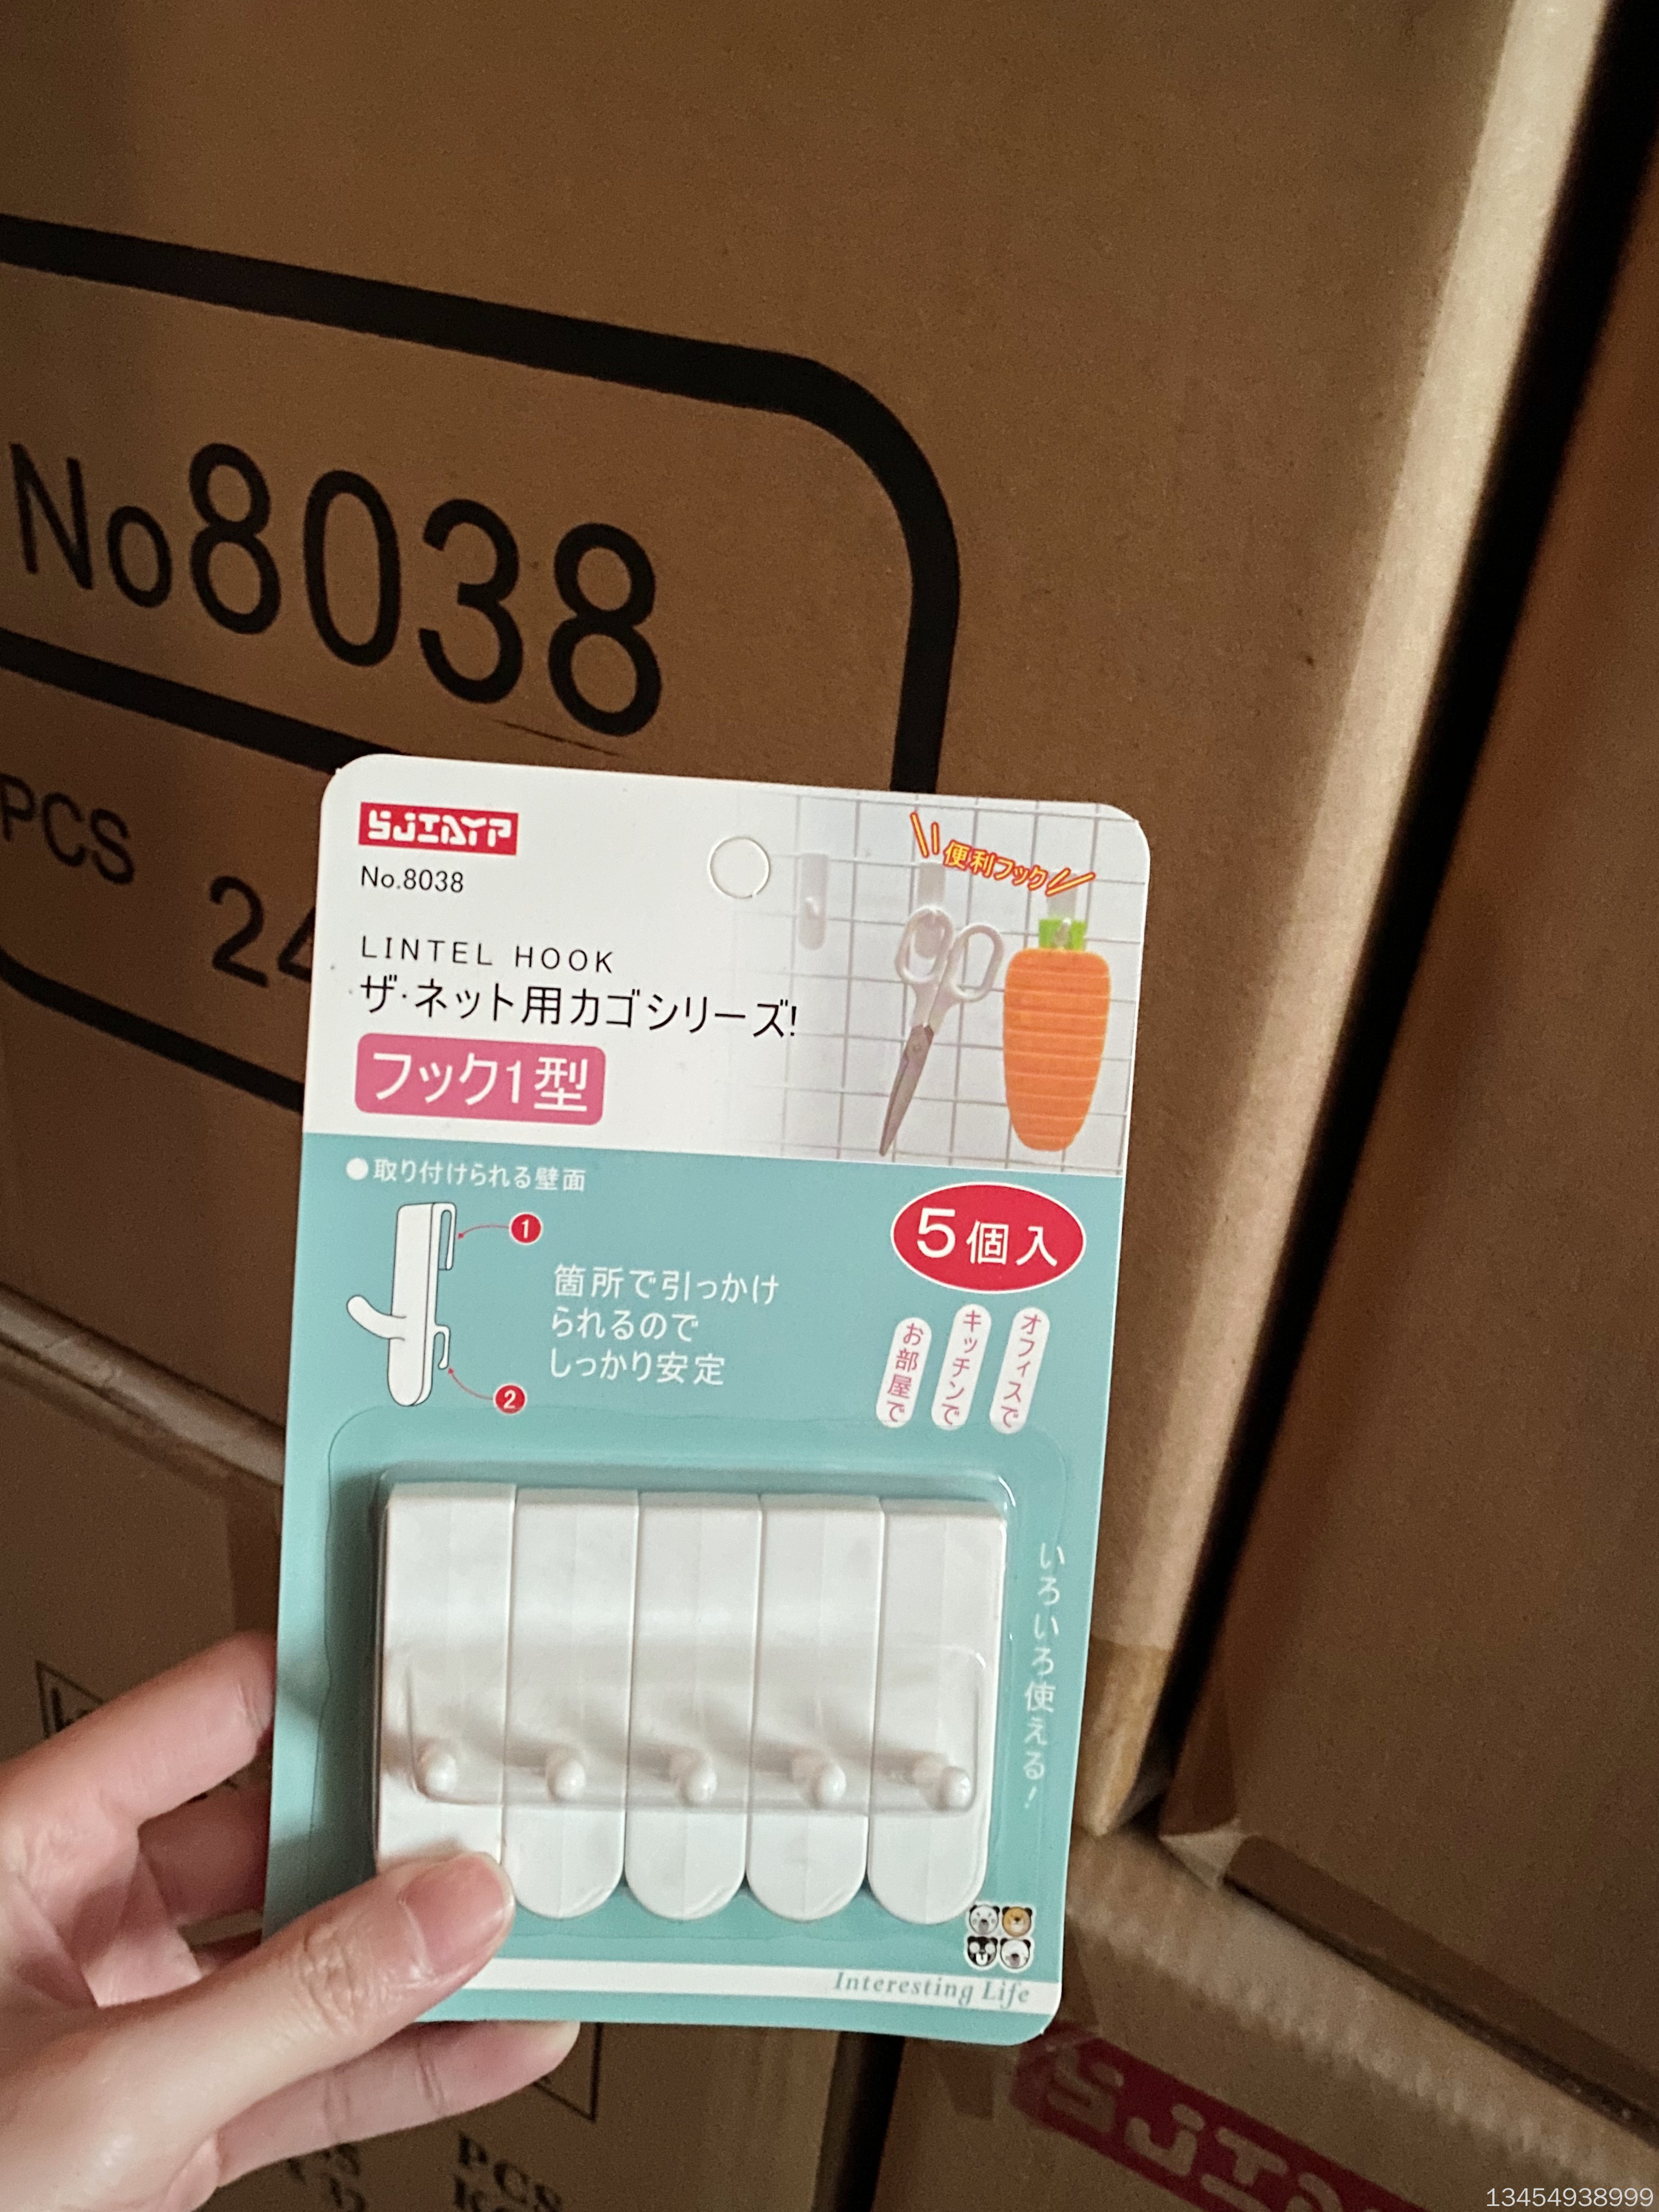 No8038
PCS
SJIAYP
No.8038
便利フック
LINTEL HOOK
ザ・ネット用カゴシリーズ!
フック1型
●取り付けられる壁面
1
2
箇所で引っかけ
られるので
しっかり安定
5個入
お部屋で
キッチンで
オフィスで
いろいろ使える!
Interesting Life
PCS
13454938999